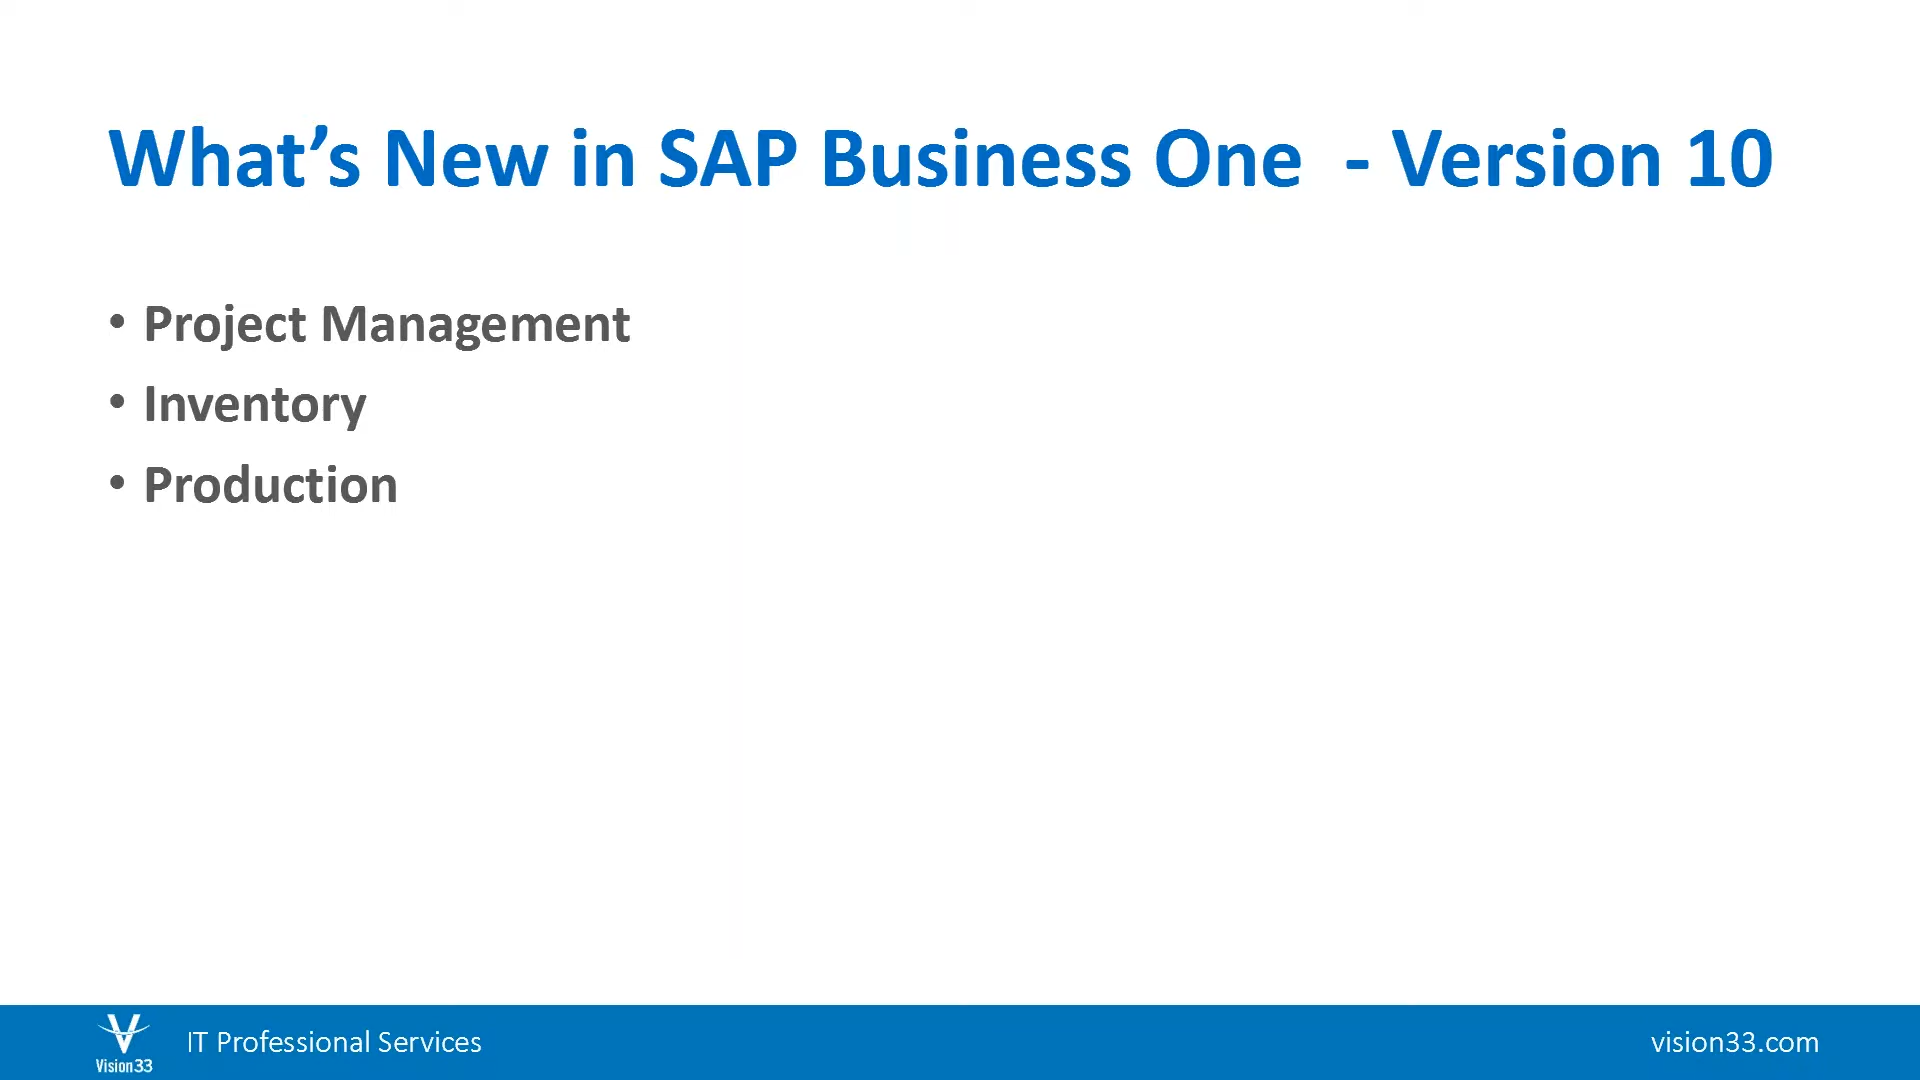 What’s New in SAP Business One  - Version 10
• Project Management
• Inventory
• Production
Vision33
IT Professional Services
vision33.com